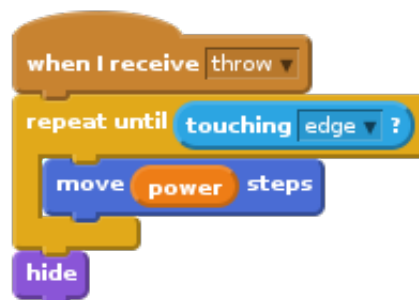 when I receive throw
repeat until touching edge ?
move power steps
hide